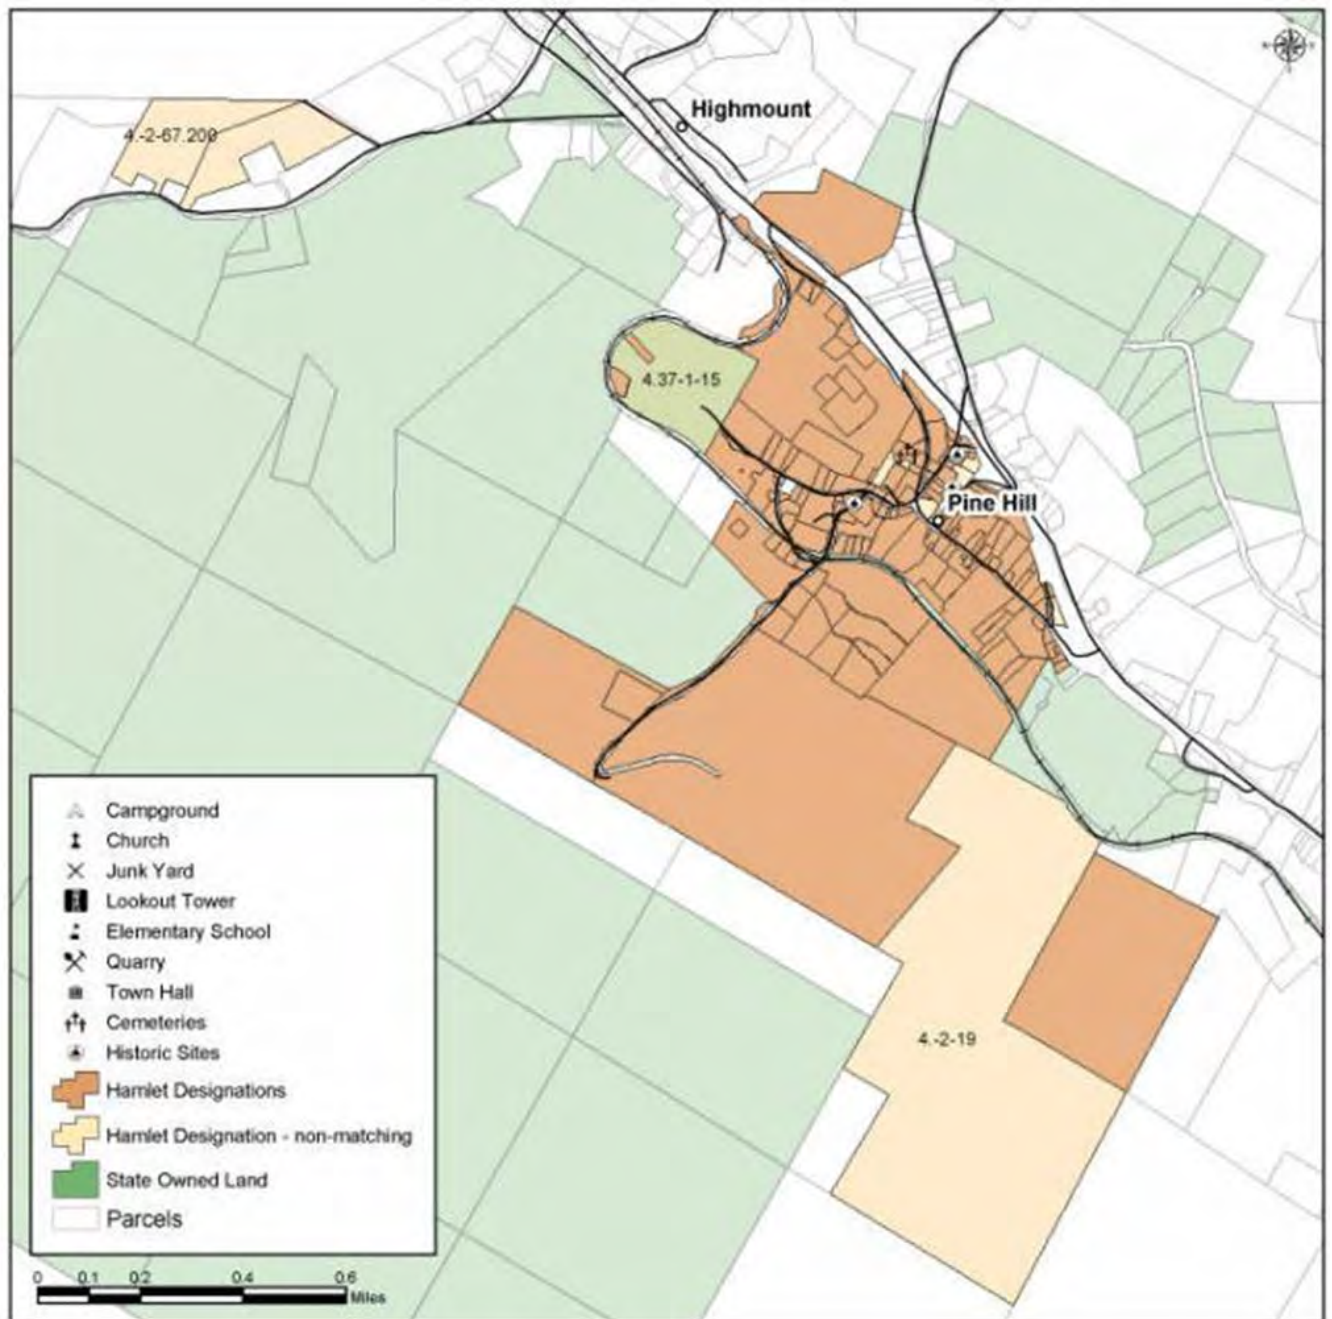 Highmount
4.-2-67.200
4.37-1-15
Pine Hill
4.-2-19
Campground
Church
Junk Yard
Lookout Tower
Elementary School
Quarry
Town Hall
Cemeteries
Historic Sites
Hamlet Designations
Hamlet Designation - non-matching
State Owned Land
Parcels
0 0.1 0.2 0.4 0.6
Miles